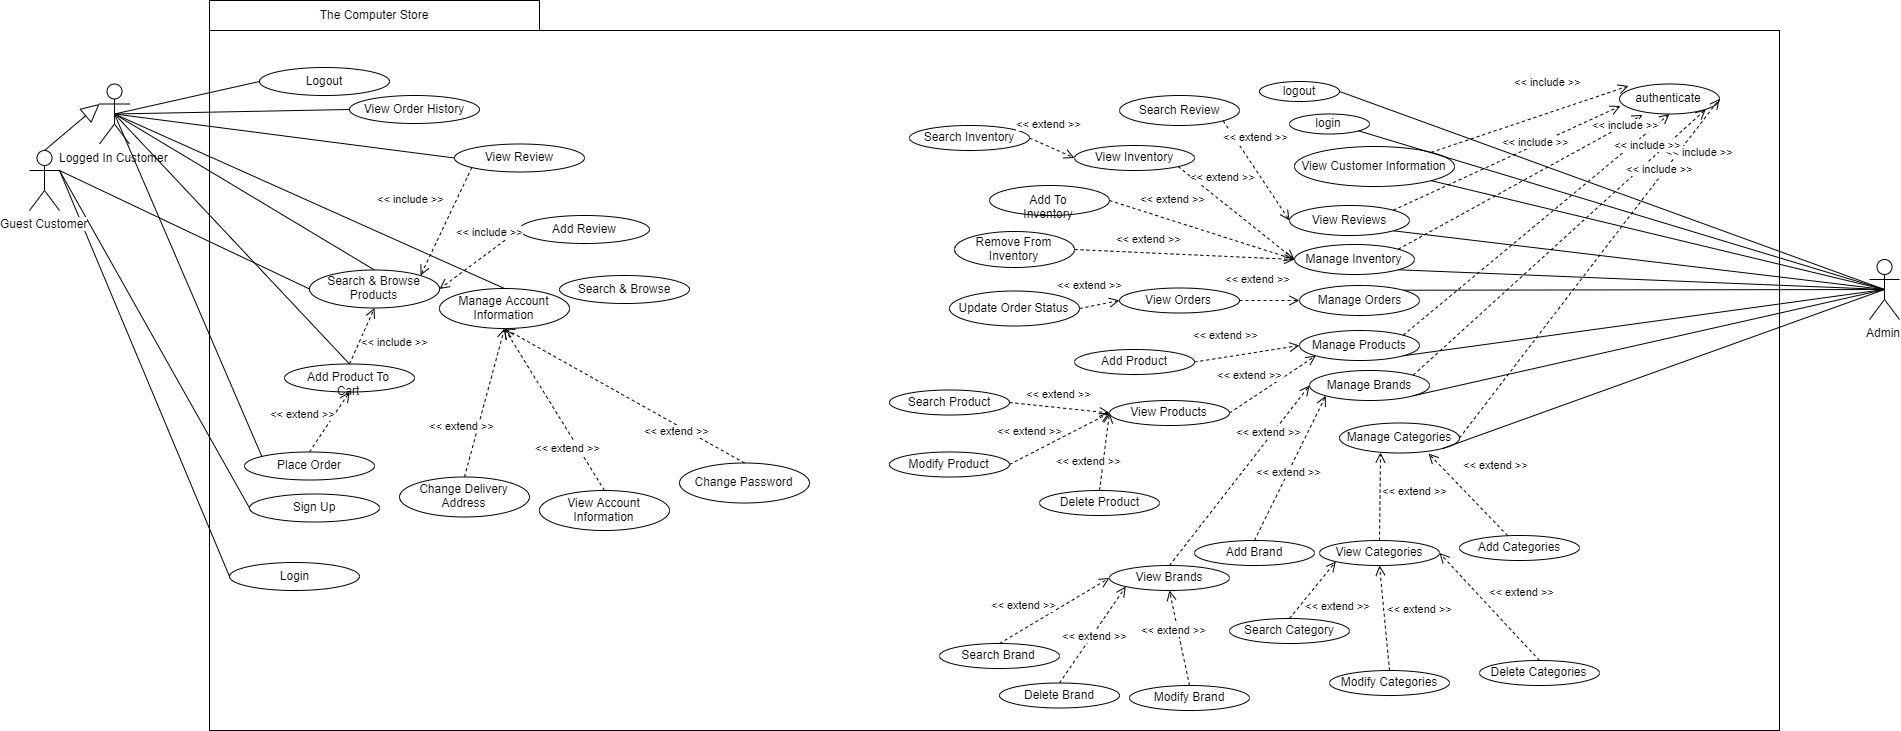 The Computer Store
Logout
View Order History
Logged In Customer
Guest Customer
View Review
<< include >>
Add Review
<< include >>
Search & Browse
Products
Manage Account
Information
Search & Browse
<< include >>
Add Product To
Cart
<< extend >>
Place Order
Sign Up
Login
<< extend >>
<< extend >>
<< extend >>
Change Delivery
Address
View Account
Information
Change Password
logout
login
<< include >>
authenticate
Search Review
<< extend >>
Search Inventory
View Inventory
<< extend >>
<< include >>
<< include >>
<< include >>
<< include >>
<< include >>
View Customer Information
<< extend >>
Add To
Inventory
<< extend >>
View Reviews
Remove From
Inventory
<< extend >>
Manage Inventory
<< extend >>
<< extend >>
Update Order Status
View Orders
Manage Orders
Admin
<< extend >>
Add Product
Manage Products
<< extend >>
Manage Brands
Search Product
<< extend >>
View Products
<< extend >>
Modify Product
<< extend >>
Delete Product
<< extend >>
<< extend >>
Manage Categories
<< extend >>
<< extend >>
Add Brand
View Categories
Add Categories
View Brands
<< extend >>
<< extend >>
<< extend >>
Search Brand
Delete Brand
Modify Brand
<< extend >>
<< extend >>
<< extend >>
Search Category
Modify Categories
Delete Categories